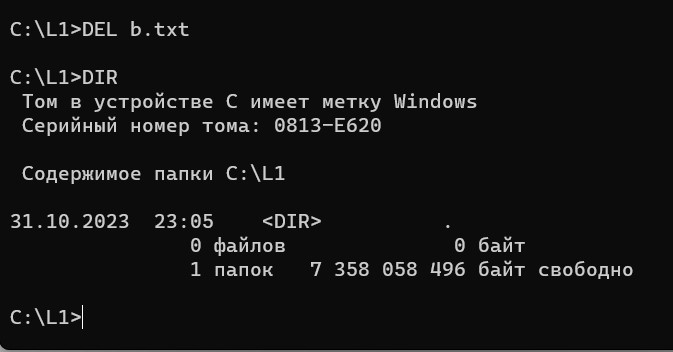 C:\L1>DEL b.txt
C:\L1>DIR
Том в устройстве C имеет метку Windows
Серийный номер тома: 0813-E620
Содержимое папки C:\L1
31.10.2023  23:05    <DIR>          .
0 файлов              0 байт
1 папок   7 358 058 496 байт свободно
C:\L1>